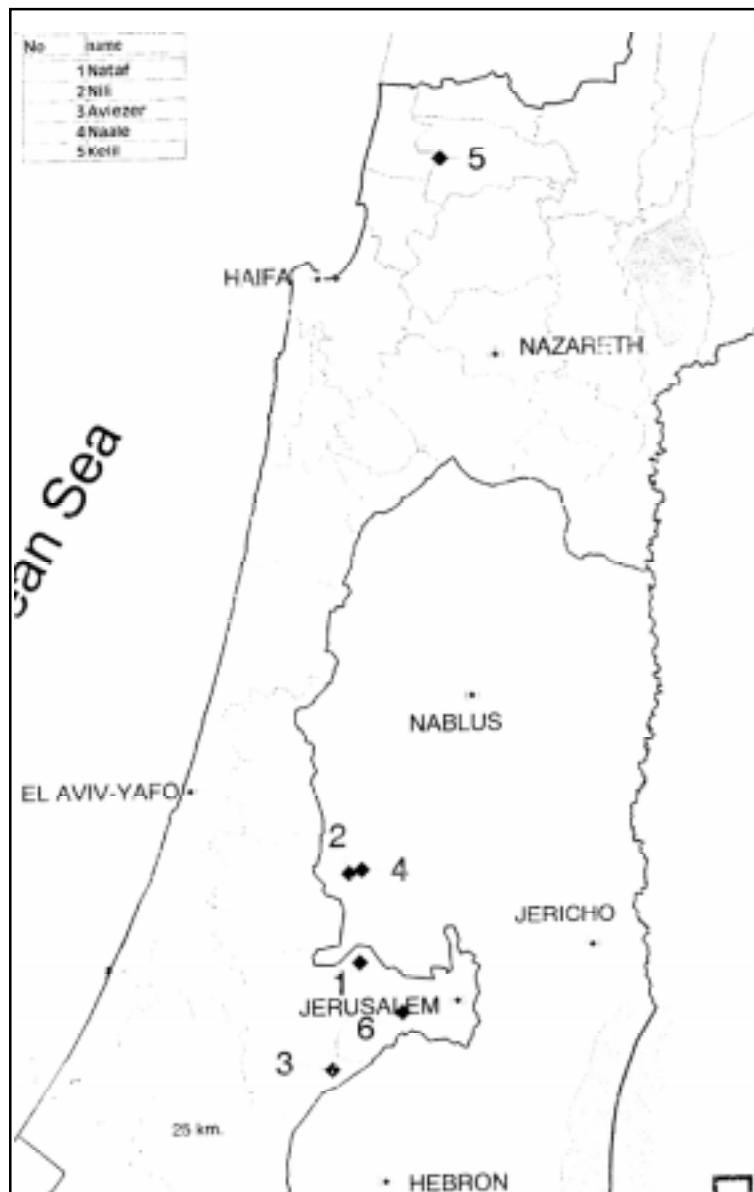 No name
1 Nataf
2 Nili
3 Aviezer
4 Naale
5 Kelil
5
HAIFA
NAZARETH
ean Sea
NABLUS
EL AVIV-YAFO
2
4
JERICHO
1
JERUSALEM
6
3
25 km.
HEBRON